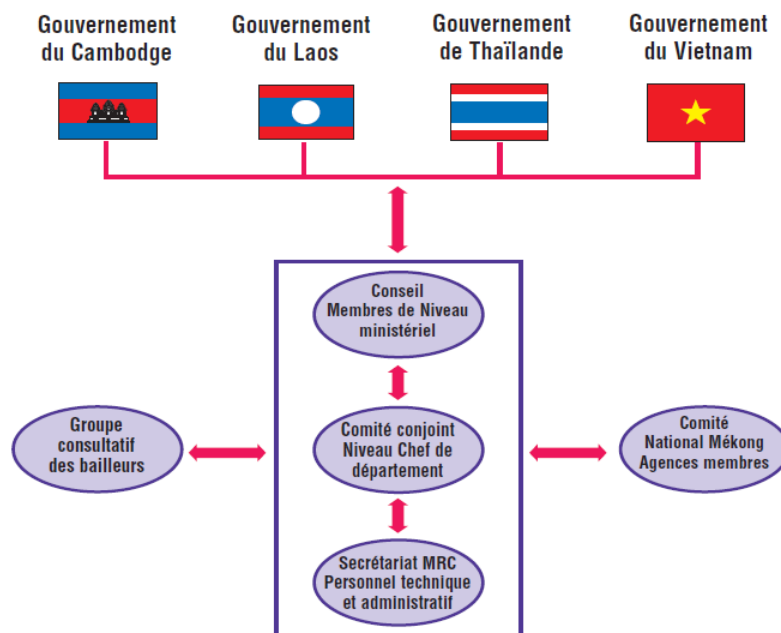 Gouvernement
du Cambodge
Gouvernement
du Laos
Gouvernement
de Thaïlande
Gouvernement
du Vietnam
Conseil
Membres de Niveau
ministériel
Groupe
consultatif
des bailleurs
Comité conjoint
Niveau Chef de
département
Comité
National Mékong
Agences membres
Secrétariat MRC
Personnel technique
et administratif